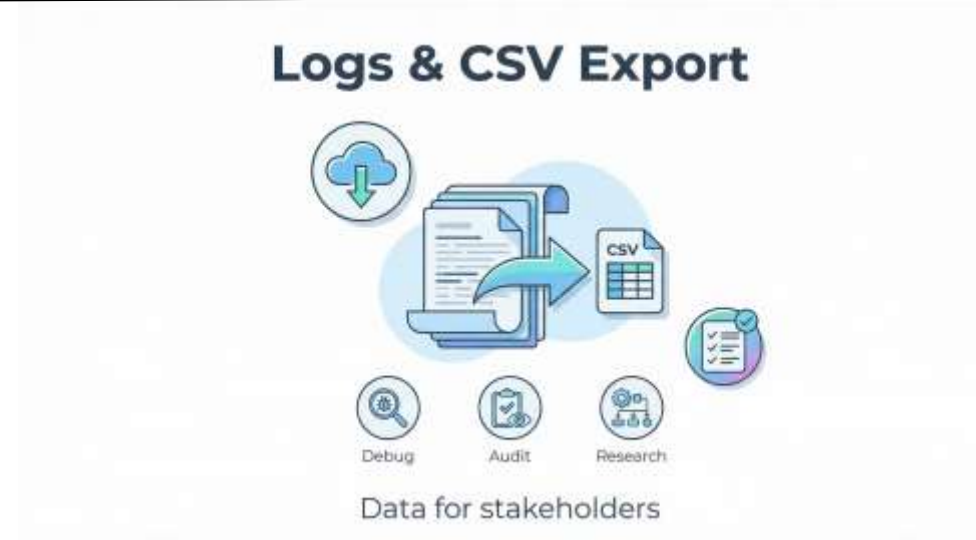 Logs & CSV Export
CSV
Debug
Audit
Research
Data for stakeholders